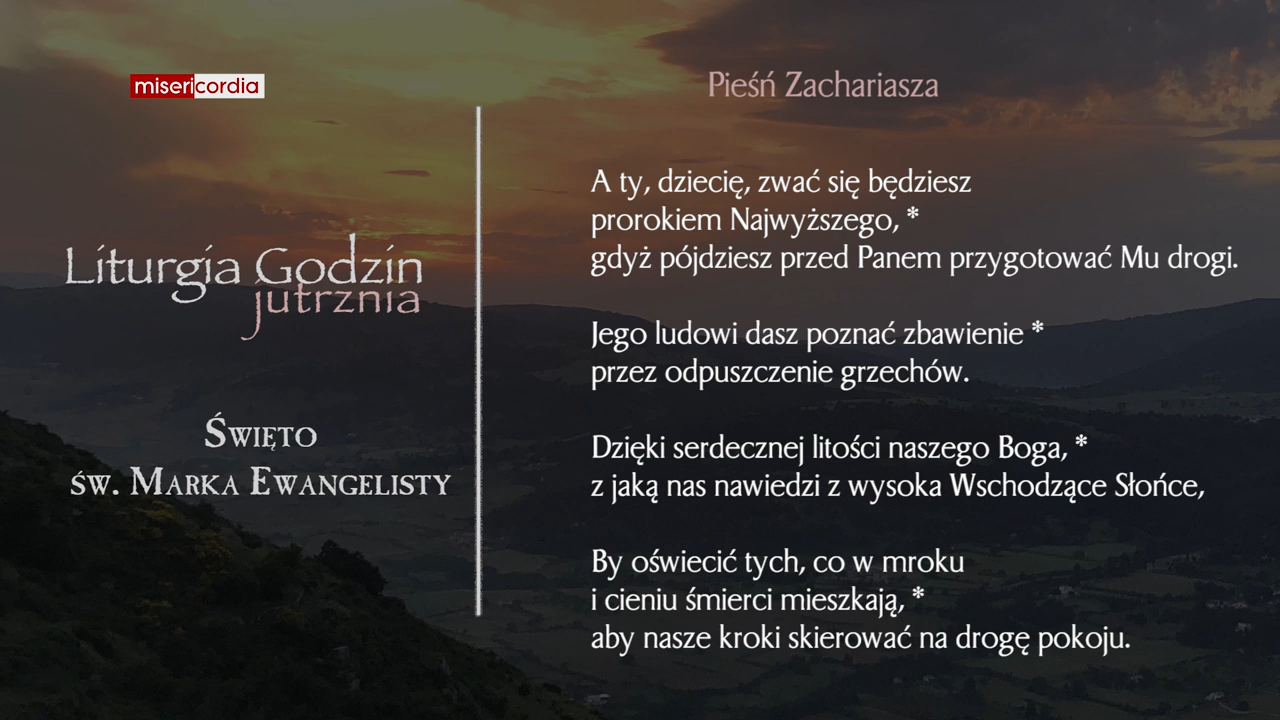 misericordia
Liturgia Godzin
jutrznia
Święto
św. Marka Ewangelisty
Pieśń Zachariasza
A ty, dziecię, zwać się będziesz
prorokiem Najwyższego, *
gdyż pójdziesz przed Panem przygotować Mu drogi.
Jego ludowi dasz poznać zbawienie *
przez odpuszczenie grzechów.
Dzięki serdecznej litości naszego Boga, *
z jaką nas nawiedzi z wysoka Wschodzące Słońce,
By oświecić tych, co w mroku
i cieniu śmierci mieszkają, *
aby nasze kroki skierować na drogę pokoju.